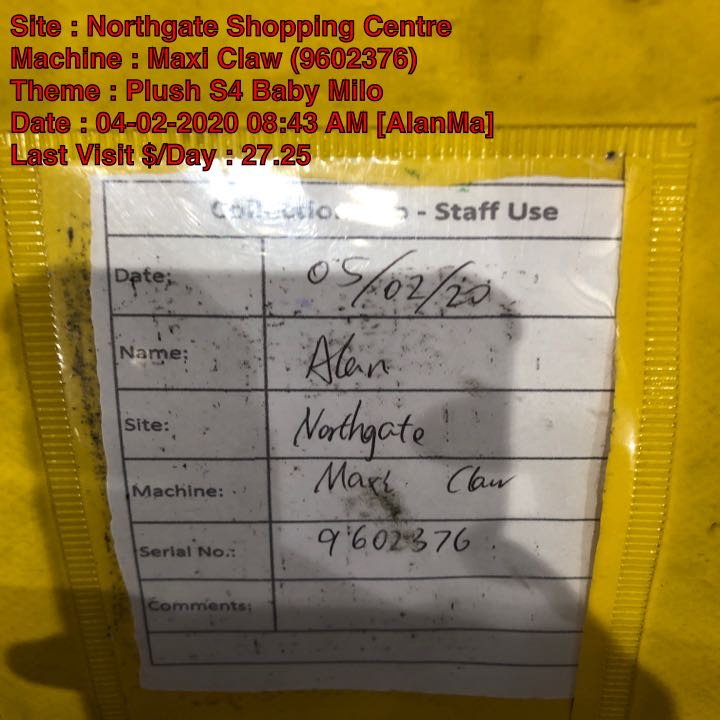 Site : Northgate Shopping Centre
Machine : Maxi Claw (9602376)
Theme : Plush S4 Baby Milo
Date : 04-02-2020 08:43 AM [AlanMa]
Last Visit $/Day : 27.25
- Staff Use
Date: 05/02/20
Name: Alan
Site: Northgate
Machine: Maxi Claw
Serial No.: 9602376
Comments: